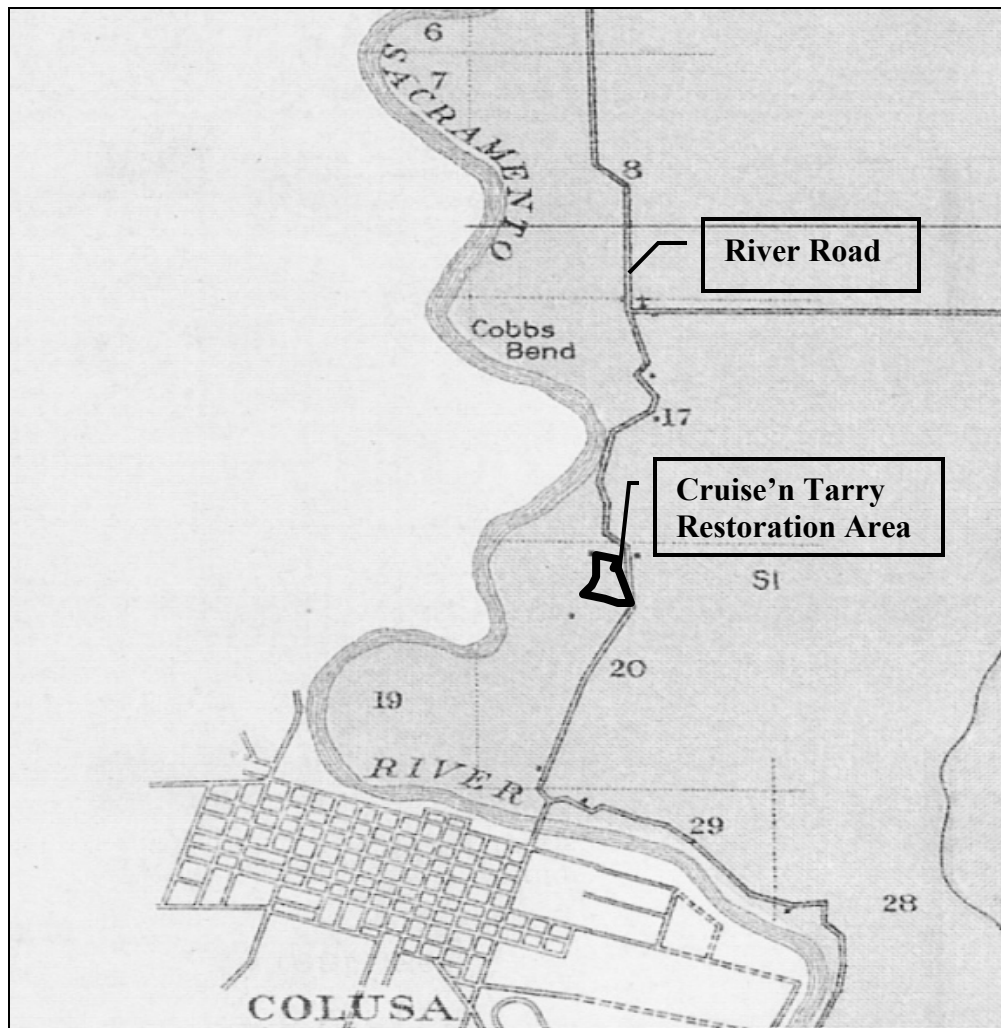 6
7
SACRAMENTO
8
River Road
Cobbs
Bend
17
Cruise’n Tarry
Restoration Area
SI
20
19
RIVER
29
28
COLUSA